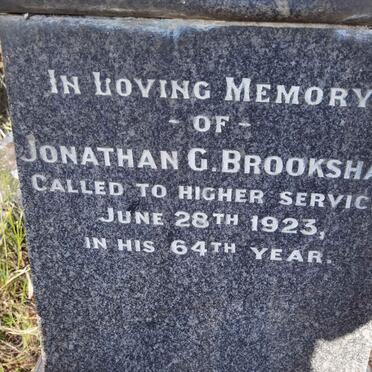 In Loving Memory
- OF -
Jonathan G. Brooksha
Called to Higher Servic
June 28th 1923,
in his 64th year.